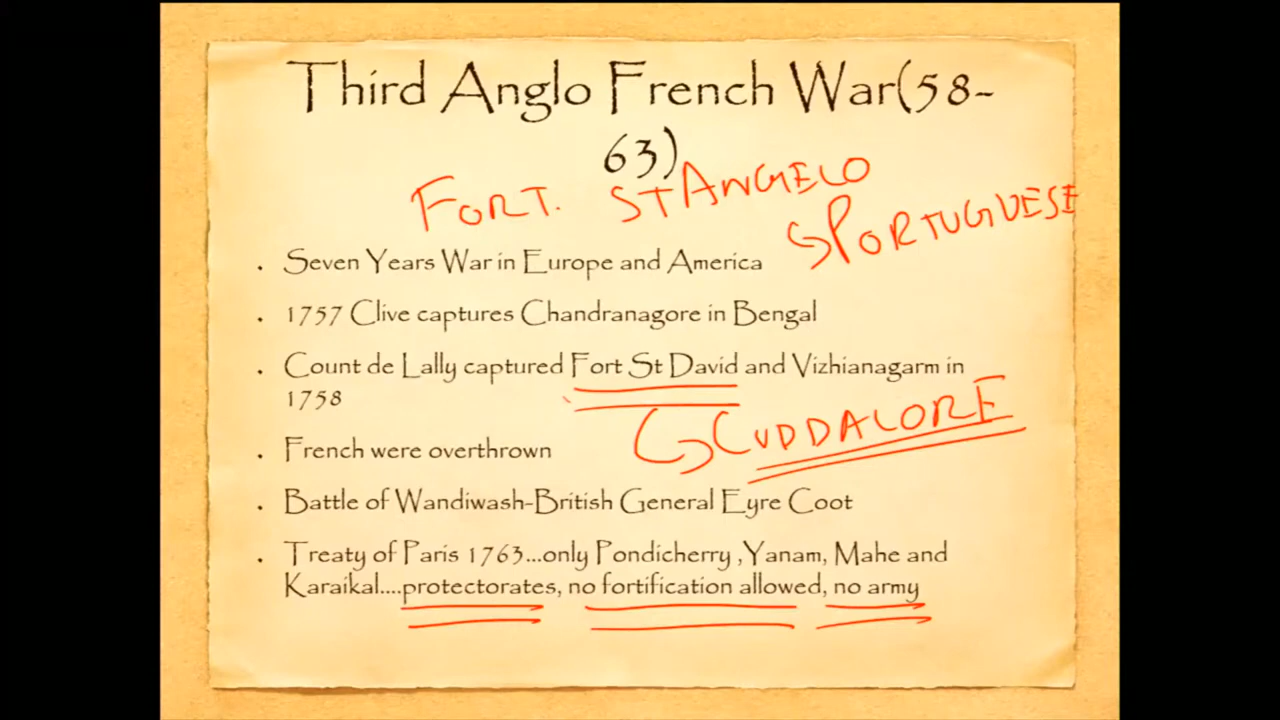 Third Anglo French War(58-
63)
FORT. ST ANGELO
PORTUGUESE
. Seven Years War in Europe and America
. 1757 Clive captures Chandranagore in Bengal
. Count de Lally captured Fort St David and Vizhianagarm in
1758
CUDDALORE
. French were overthrown
. Battle of Wandiwash-British General Eyre Coot
. Treaty of Paris 1763...only Pondicherry ,Yanam, Mahe and
Karaikal....protectorates, no fortification allowed, no army